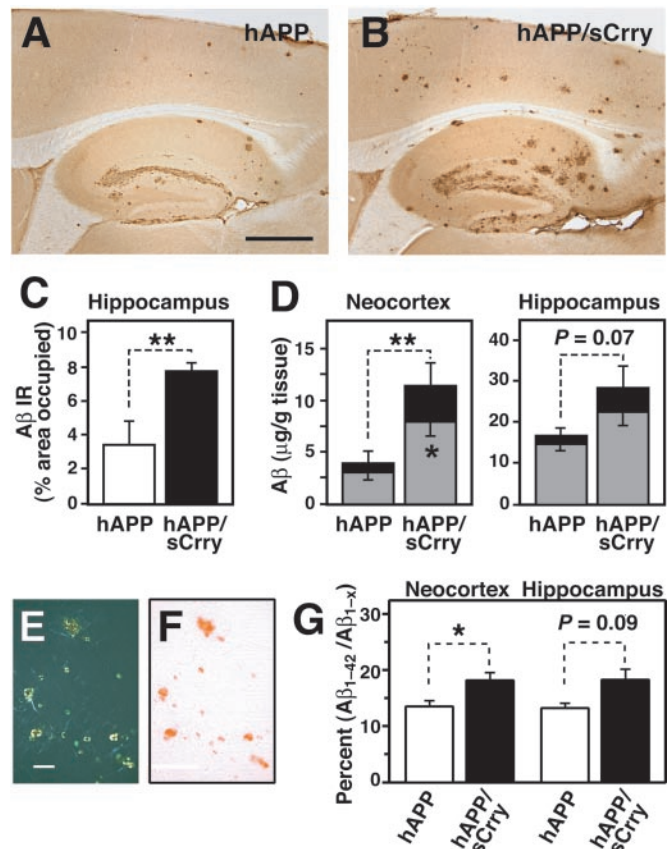 A
hAPP
B
hAPP/sCrry
C
Hippocampus
Aβ IR
(% area occupied)
10
8
6
4
2
0
**
hAPP
hAPP/
sCrry
D
Neocortex
Hippocampus
Aβ (μg/g tissue)
15
10
5
0
**
*
hAPP
hAPP/
sCrry
40
30
20
10
0
P = 0.07
hAPP
hAPP/
sCrry
E
F
G
Neocortex
Hippocampus
Percent (Aβ1–42 /Aβ1–x)
30
20
10
0
*
P = 0.09
hAPP
hAPP/
sCrry
hAPP
hAPP/
sCrry